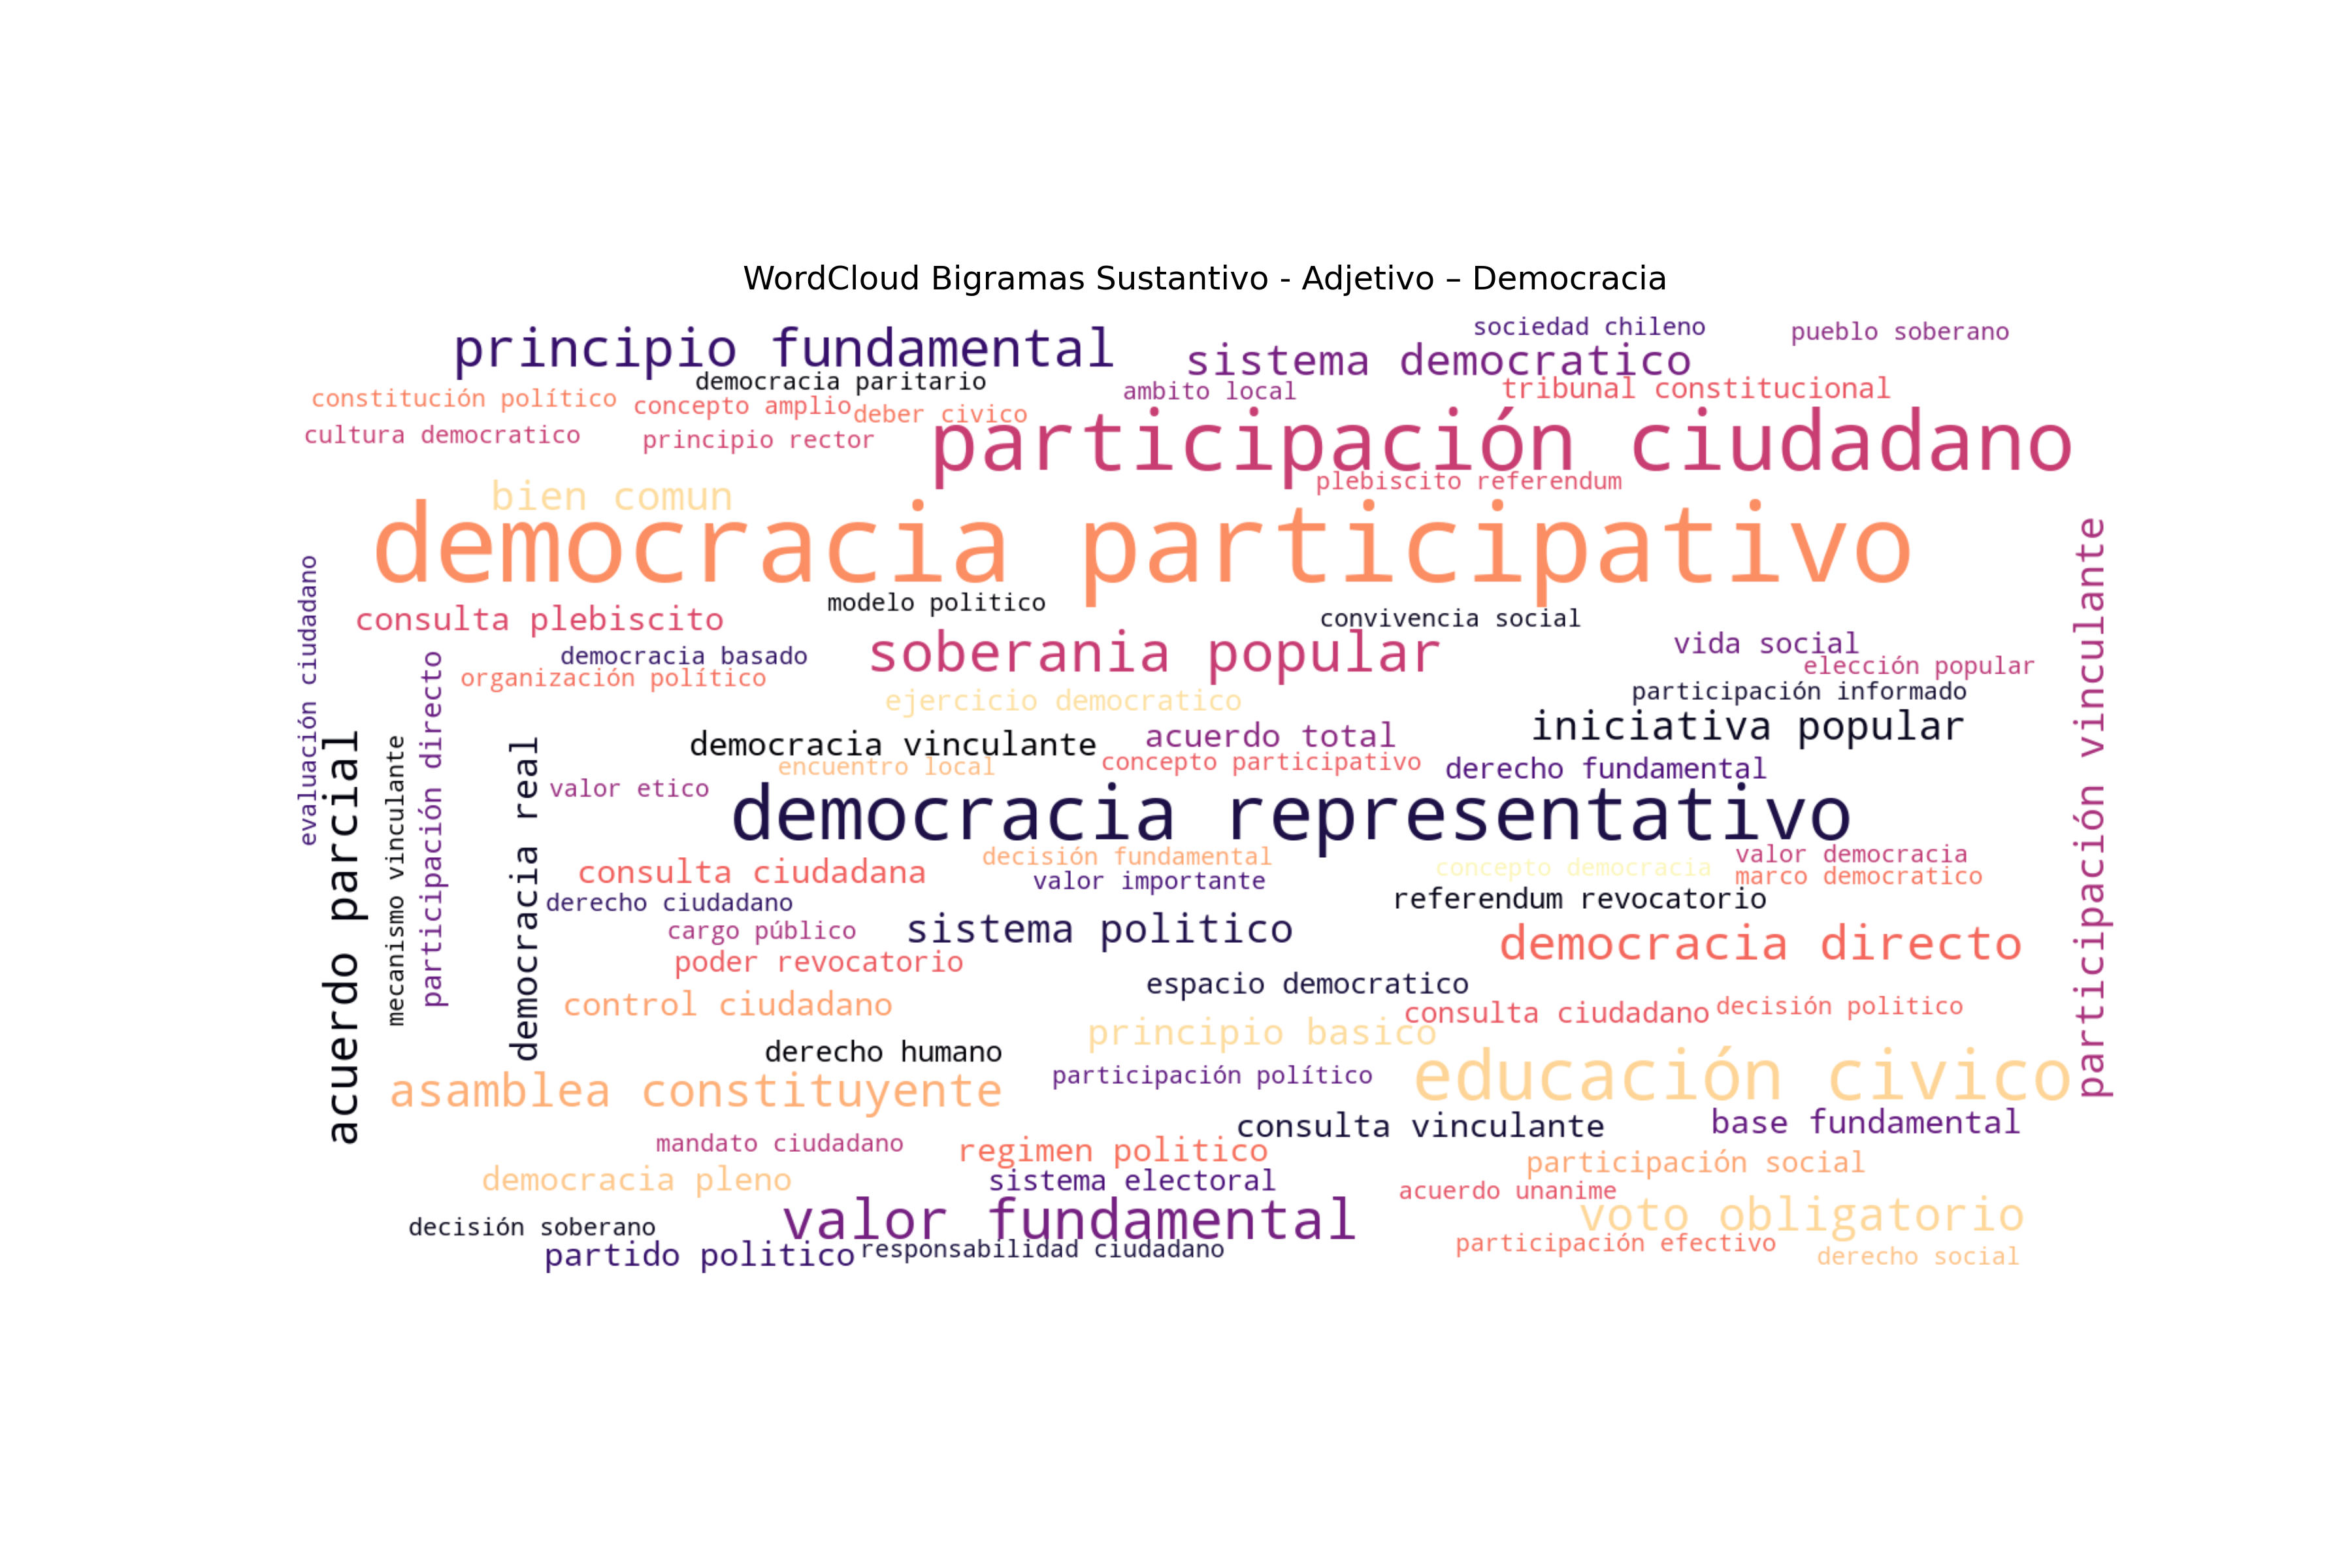 WordCloud Bigramas Sustantivo - Adjetivo – Democracia
principio fundamental
sociedad chileno
pueblo soberano
sistema democratico
democracia paritario
constitución político
concepto amplio
deber civico
ambito local
tribunal constitucional
cultura democratico
principio rector
participación ciudadano
plebiscito referendum
bien comun
democracia participativo
modelo politico
consulta plebiscito
convivencia social
soberania popular
vida social
democracia basado
organización político
elección popular
participación informado
ejercicio democratico
iniciativa popular
democracia vinculante
acuerdo total
encuentro local
concepto participativo
derecho fundamental
valor etico
democracia representativo
evaluación ciudadano
acuerdo parcial
mecanismo vinculante
participación directo
democracia real
participación vinculante
decisión fundamental
consulta ciudadana
valor importante
concepto democracia
valor democracia
marco democratico
derecho ciudadano
referendum revocatorio
cargo público
sistema politico
democracia directo
poder revocatorio
espacio democratico
control ciudadano
consulta ciudadano
decisión politico
principio basico
derecho humano
participación político
educación civico
asamblea constituyente
consulta vinculante
base fundamental
mandato ciudadano
regimen politico
participación social
democracia pleno
sistema electoral
acuerdo unanime
valor fundamental
voto obligatorio
decisión soberano
partido politico
responsabilidad ciudadano
participación efectivo
derecho social